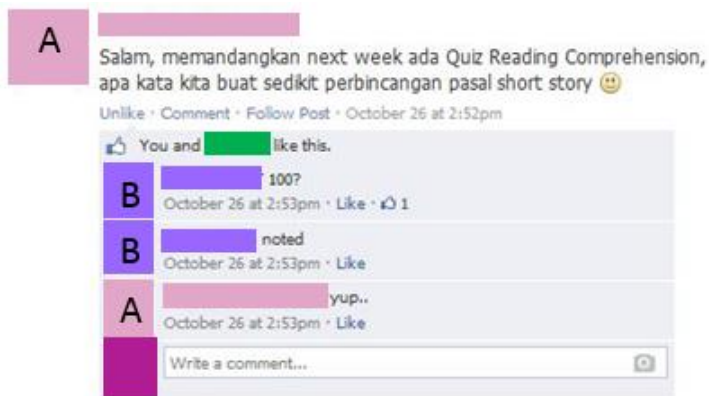 A
Salam, memandangkan next week ada Quiz Reading Comprehension,
apa kata kita buat sedikit perbincangan pasal short story
Unlike · Comment · Follow Post · October 26 at 2:52pm
You and like this.
B
100?
October 26 at 2:53pm · Like · 1
B
noted
October 26 at 2:53pm · Like
A
yup..
October 26 at 2:53pm · Like
Write a comment...